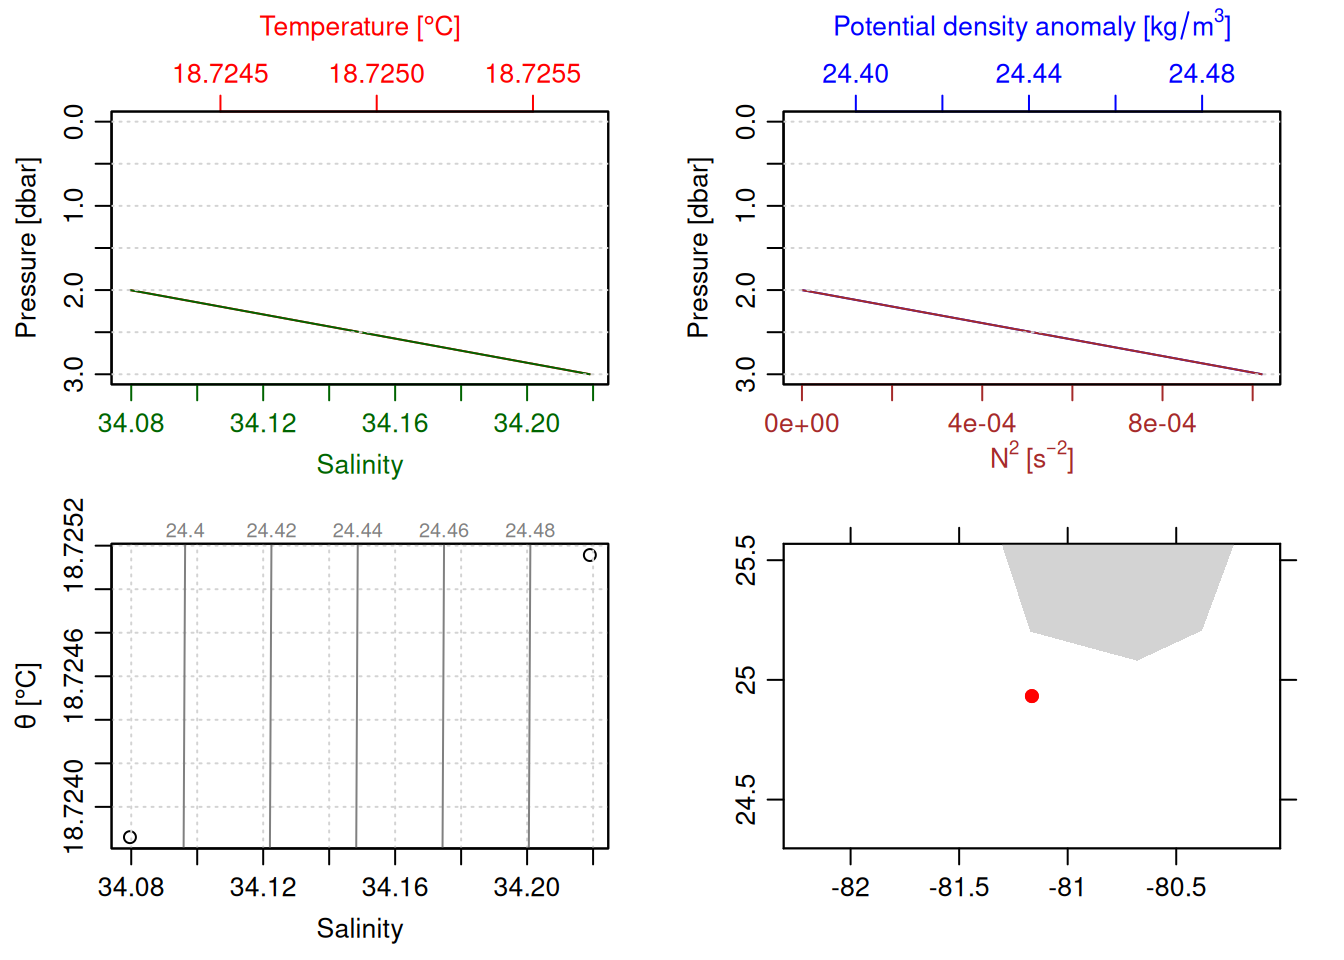 Temperature [°C]
18.7245 18.7250 18.7255
0.0 1.0 2.0 3.0
Pressure [dbar]
34.08 34.12 34.16 34.20
Salinity
Potential density anomaly [kg/m³]
24.40 24.44 24.48
0.0 1.0 2.0 3.0
Pressure [dbar]
0e+00 4e-04 8e-04
N² [s⁻²]
24.4 24.42 24.44 24.46 24.48
18.7240 18.7246 18.7252
θ [°C]
34.08 34.12 34.16 34.20
Salinity
25.5
25
24.5
-82 -81.5 -81 -80.5